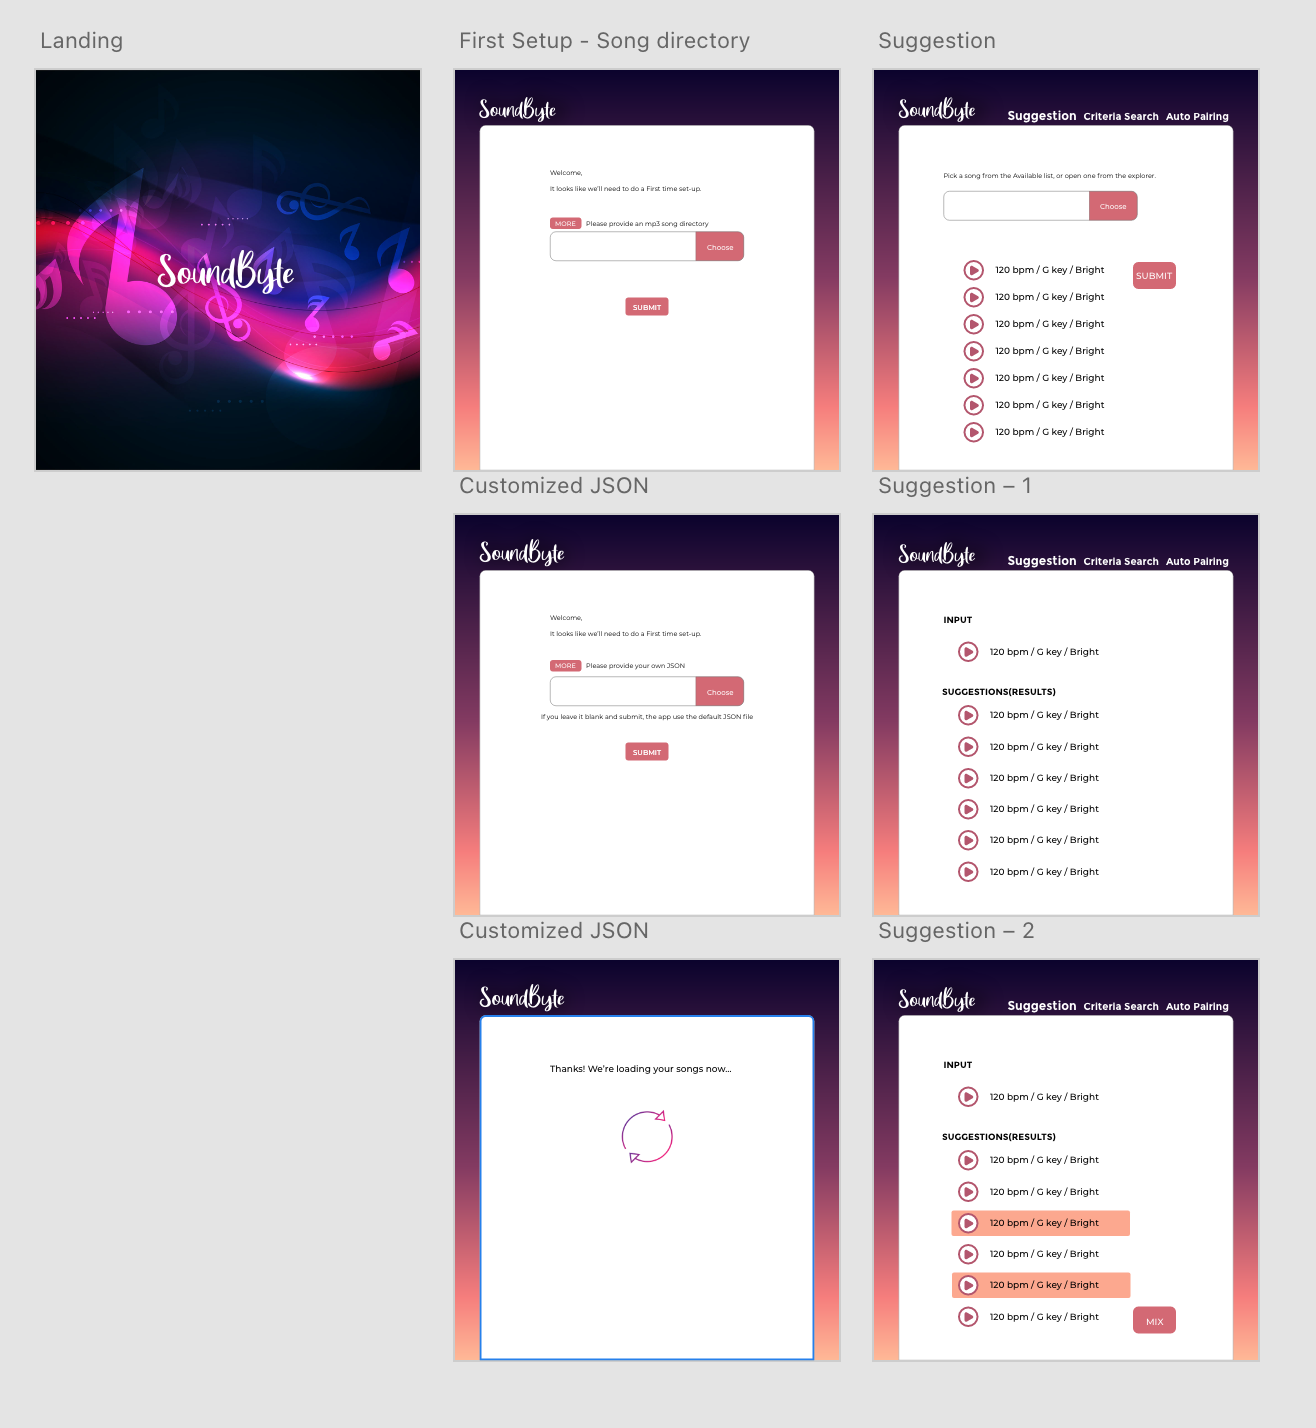 Landing
SoundByte
First Setup - Song directory
SoundByte
Welcome,
It looks like we'll need to do a First time set-up.
MORE Please provide an mp3 song directory
Choose
SUBMIT
Suggestion
SoundByte
Suggestion Criteria Search Auto Pairing
Pick a song from the Available list, or open one from the explorer.
Choose
120 bpm / G key / Bright
SUBMIT
120 bpm / G key / Bright
120 bpm / G key / Bright
120 bpm / G key / Bright
120 bpm / G key / Bright
120 bpm / G key / Bright
120 bpm / G key / Bright
Customized JSON
SoundByte
Welcome,
It looks like we'll need to do a First time set-up.
MORE Please provide your own JSON
Choose
If you leave it blank and submit, the app use the default JSON file
SUBMIT
Suggestion – 1
SoundByte
Suggestion Criteria Search Auto Pairing
INPUT
120 bpm / G key / Bright
SUGGESTIONS(RESULTS)
120 bpm / G key / Bright
120 bpm / G key / Bright
120 bpm / G key / Bright
120 bpm / G key / Bright
120 bpm / G key / Bright
120 bpm / G key / Bright
Customized JSON
SoundByte
Thanks! We're loading your songs now...
Suggestion – 2
SoundByte
Suggestion Criteria Search Auto Pairing
INPUT
120 bpm / G key / Bright
SUGGESTIONS(RESULTS)
120 bpm / G key / Bright
120 bpm / G key / Bright
120 bpm / G key / Bright
120 bpm / G key / Bright
120 bpm / G key / Bright
120 bpm / G key / Bright
MIX